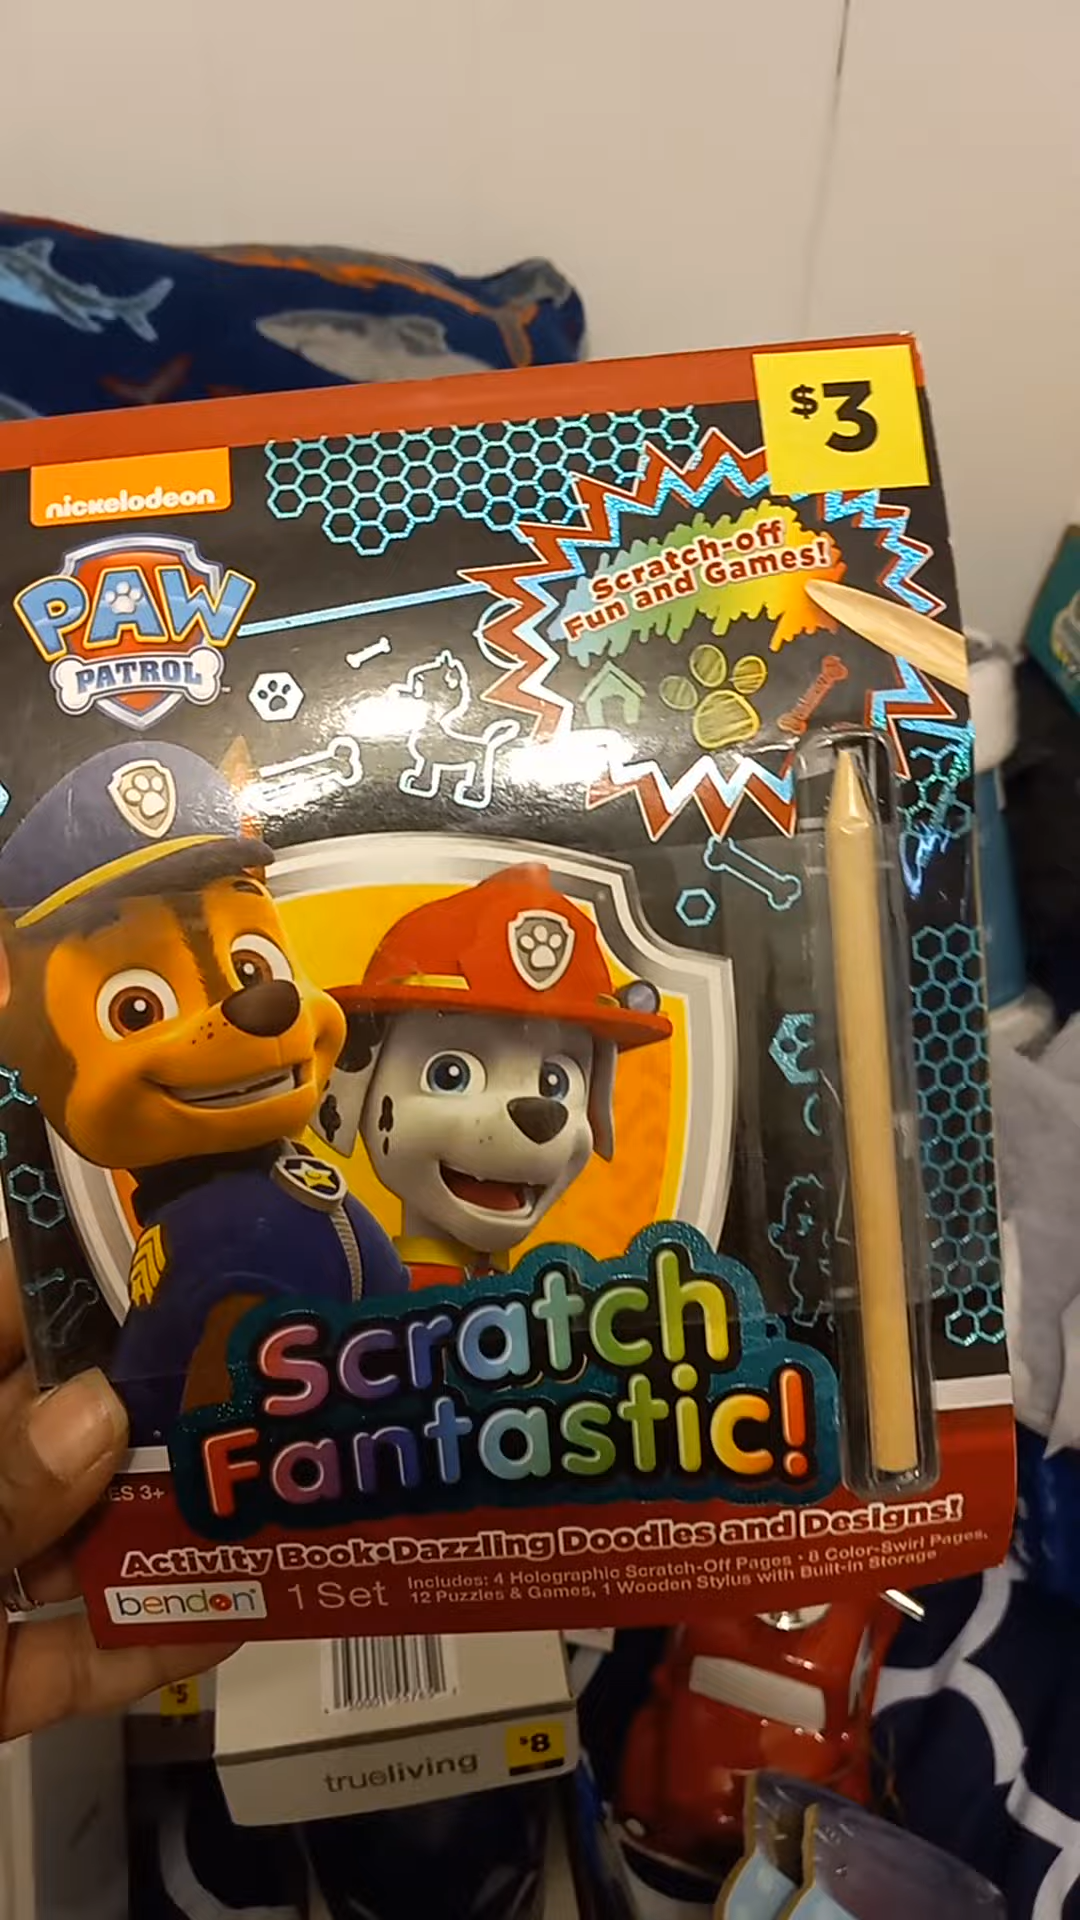 $3
nickelodeon
PAW
PATROL
Scratch-off
Fun and Games!
Scratch
Fantastic!
ES 3+
Activity Book•Dazzling Doodles and Designs!
bendon
1 Set
Includes: 4 Holographic Scratch-Off Pages • 8 Color-Swirl Pages,
12 Puzzles & Games, 1 Wooden Stylus with Built-in Storage
$5
trueliving
$8